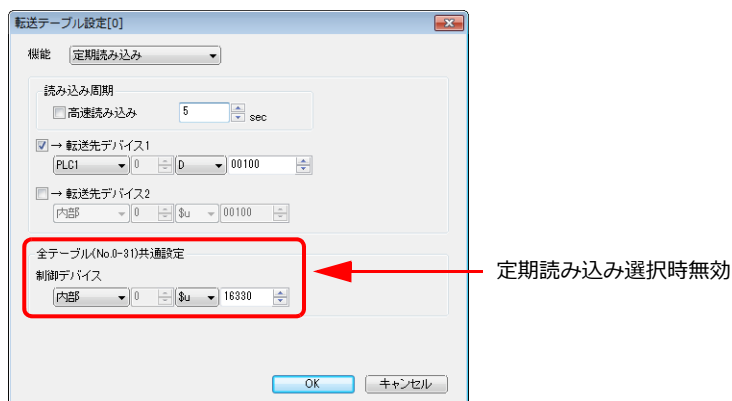 転送テーブル設定[0]
機能 定期読み込み
読み込み周期
高速読み込み 5 sec
→ 転送先デバイス1
PLC1 0 D 00100
→ 転送先デバイス2
内部 0 $u 00100
全テーブル(No.0-31)共通設定
制御デバイス
内部 0 $u 16330
定期読み込み選択時無効
OK キャンセル